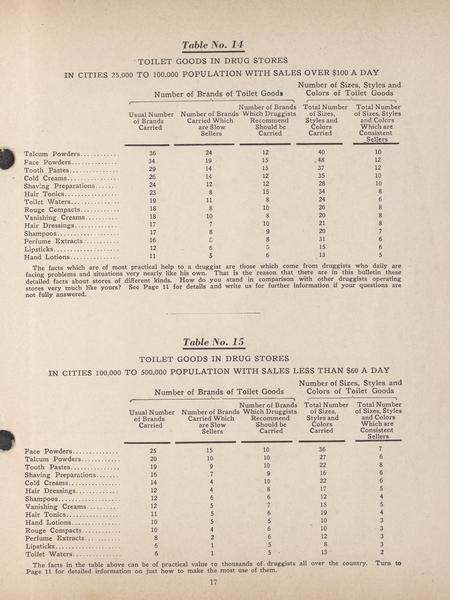 Table No. 14
TOILET GOODS IN DRUG STORES
IN CITIES 25,000 TO 100,000 POPULATION WITH SALES OVER $100 A DAY
Number of Brands of Toilet Goods
Number of Sizes, Styles and Colors of Toilet Goods
Usual Number of Brands Carried
Number of Brands Carried Which are Slow Sellers
Number of Brands Which Druggists Recommend Should be Carried
Total Number of Sizes, Styles and Colors Carried
Total Number of Sizes, Styles and Colors Which are Consistent Sellers
Talcum Powders............ 36 24 12 40 10
Face Powders............. 34 19 15 48 12
Tooth Pastes............. 29 14 15 37 12
Cold Creams.............. 26 14 12 35 10
Shaving Preparations...... 24 12 12 28 10
Hair Tonics.............. 23 8 15 34 8
Toilet Waters............. 19 11 8 24 6
Rouge Compacts........... 18 8 10 26 8
Vanishing Creams......... 18 10 8 20 8
Hair Dressings............ 17 7 10 21 8
Shampoos................ 17 8 9 20 7
Perfume Extracts.......... 16 8 31 6
Lipsticks................. 12 6 15 6
Hand Lotions............. 11 5 6 13 5
The facts which are of most practical help to a druggist are those which come from druggists who daily are
facing problems and situations very nearly like his own. That is the reason that there are in this bulletin these
detailed facts about stores of different kinds. How do you stand in comparison with other druggists operating
stores very much like yours? See Page 11 for details and write us for further information if your questions are
not fully answered.
Table No. 15
TOILET GOODS IN DRUG STORES
IN CITIES 100,000 TO 500,000 POPULATION WITH SALES LESS THAN $60 A DAY
Number of Brands of Toilet Goods
Number of Sizes, Styles and Colors of Toilet Goods
Usual Number of Brands Carried
Number of Brands Carried Which are Slow Sellers
Number of Brands Which Druggists Recommend Should be Carried
Total Number of Sizes, Styles and Colors Carried
Total Number of Sizes, Styles and Colors Which are Consistent Sellers
Face Powders.............. 25 15 10 36 7
Talcum Powders........... 20 10 10 27 6
Tooth Pastes.............. 19 9 10 22 8
Shaving Preparations....... 16 7 9 16 6
Cold Creams............... 14 4 10 22 6
Hair Dressings............. 12 4 8 17 5
Shampoos................. 12 6 6 12 4
Vanishing Creams.......... 12 5 7 15 5
Hair Tonics............... 11 5 6 19 4
Hand Lotions.............. 10 5 5 10 3
Rouge Compacts........... 10 4 6 10 3
Perfume Extracts........... 8 2 6 12 3
Lipsticks.................. 6 1 5 8 3
Toilet Waters.............. 6 1 5 13 2
The facts in the table above can be of practical value to thousands of druggists all over the country. Turn to
Page 11 for detailed information on just how to make the most use of them.
17